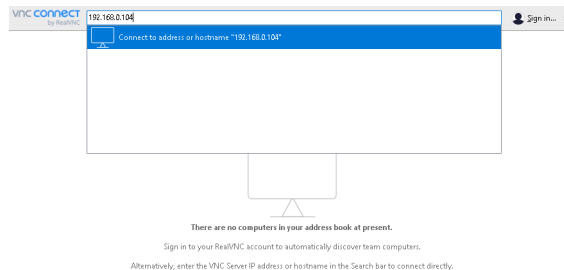 VNC CONNECT
by RealVNC
192.168.0.104
Sign in...
Connect to address or hostname "192.168.0.104"
There are no computers in your address book at present.
Sign in to your RealVNC account to automatically discover team computers.
Alternatively, enter the VNC Server IP address or hostname in the Search bar to connect directly.